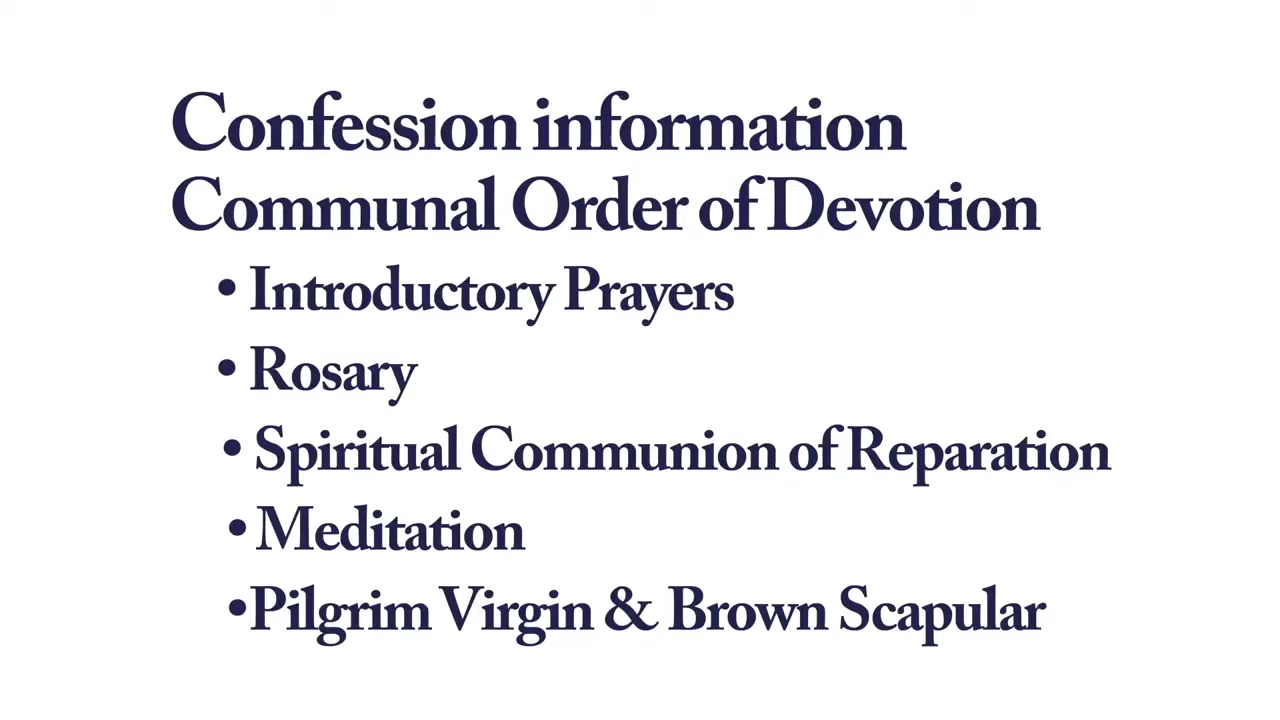 Confession information
Communal Order of Devotion
• Introductory Prayers
• Rosary
• Spiritual Communion of Reparation
• Meditation
•Pilgrim Virgin & Brown Scapular